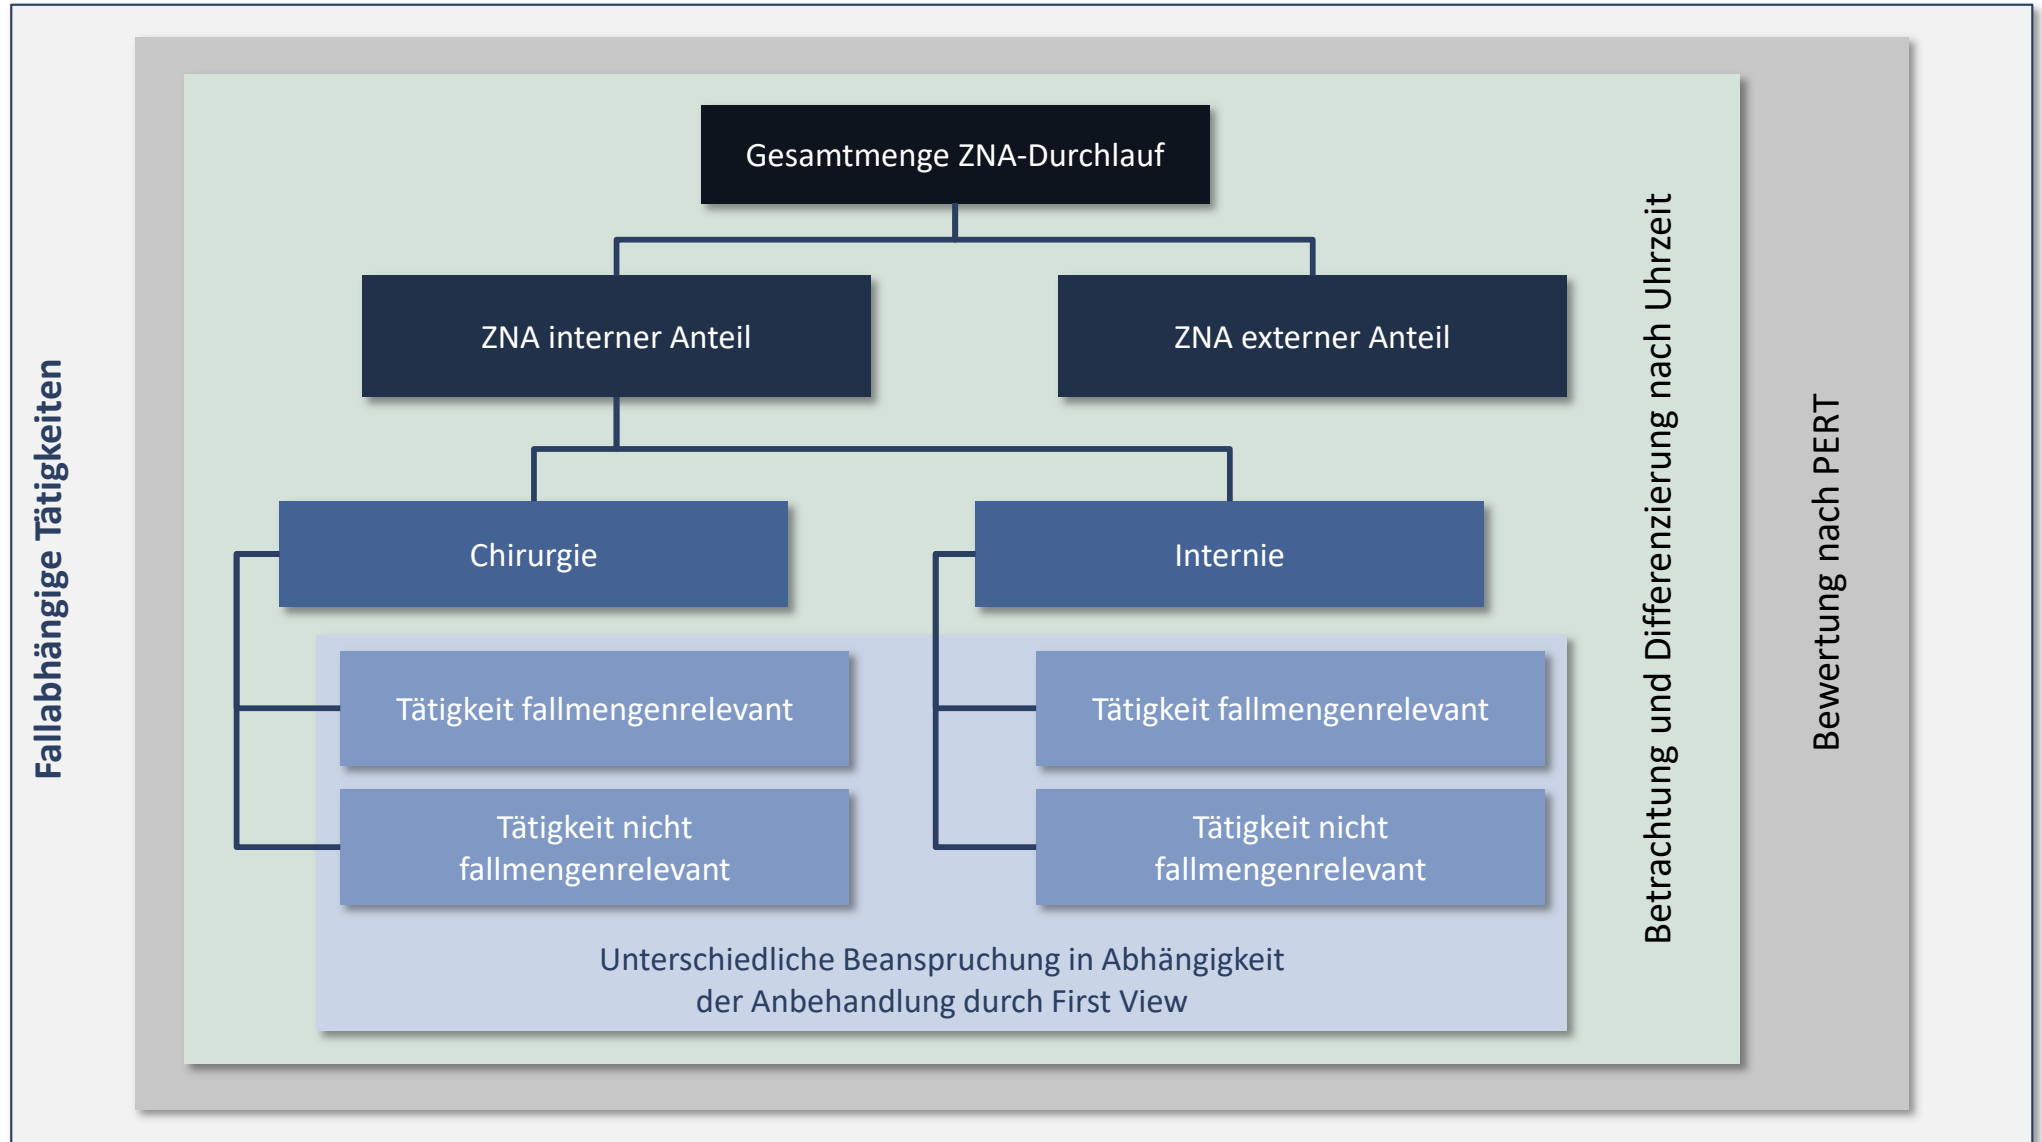 Fallabhängige Tätigkeiten
Gesamtmenge ZNA-Durchlauf
ZNA interner Anteil
ZNA externer Anteil
Chirurgie
Internie
Tätigkeit fallmengenrelevant
Tätigkeit fallmengenrelevant
Tätigkeit nicht
fallmengenrelevant
Tätigkeit nicht
fallmengenrelevant
Unterschiedliche Beanspruchung in Abhängigkeit
der Anbehandlung durch First View
Betrachtung und Differenzierung nach Uhrzeit
Bewertung nach PERT